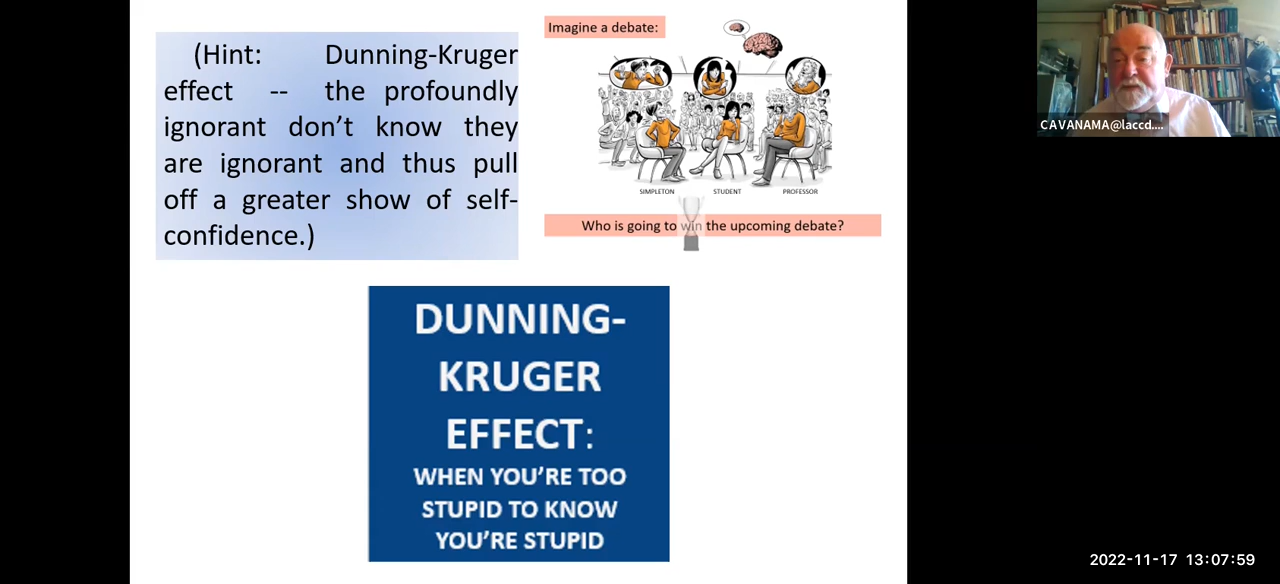 (Hint: Dunning-Kruger
effect -- the profoundly
ignorant don’t know they
are ignorant and thus pull
off a greater show of self-
confidence.)
Imagine a debate:
SIMPLETON STUDENT PROFESSOR
Who is going to win the upcoming debate?
DUNNING-
KRUGER
EFFECT:
WHEN YOU’RE TOO
STUPID TO KNOW
YOU’RE STUPID
CAVANAMA@laccd....
2022-11-17 13:07:59